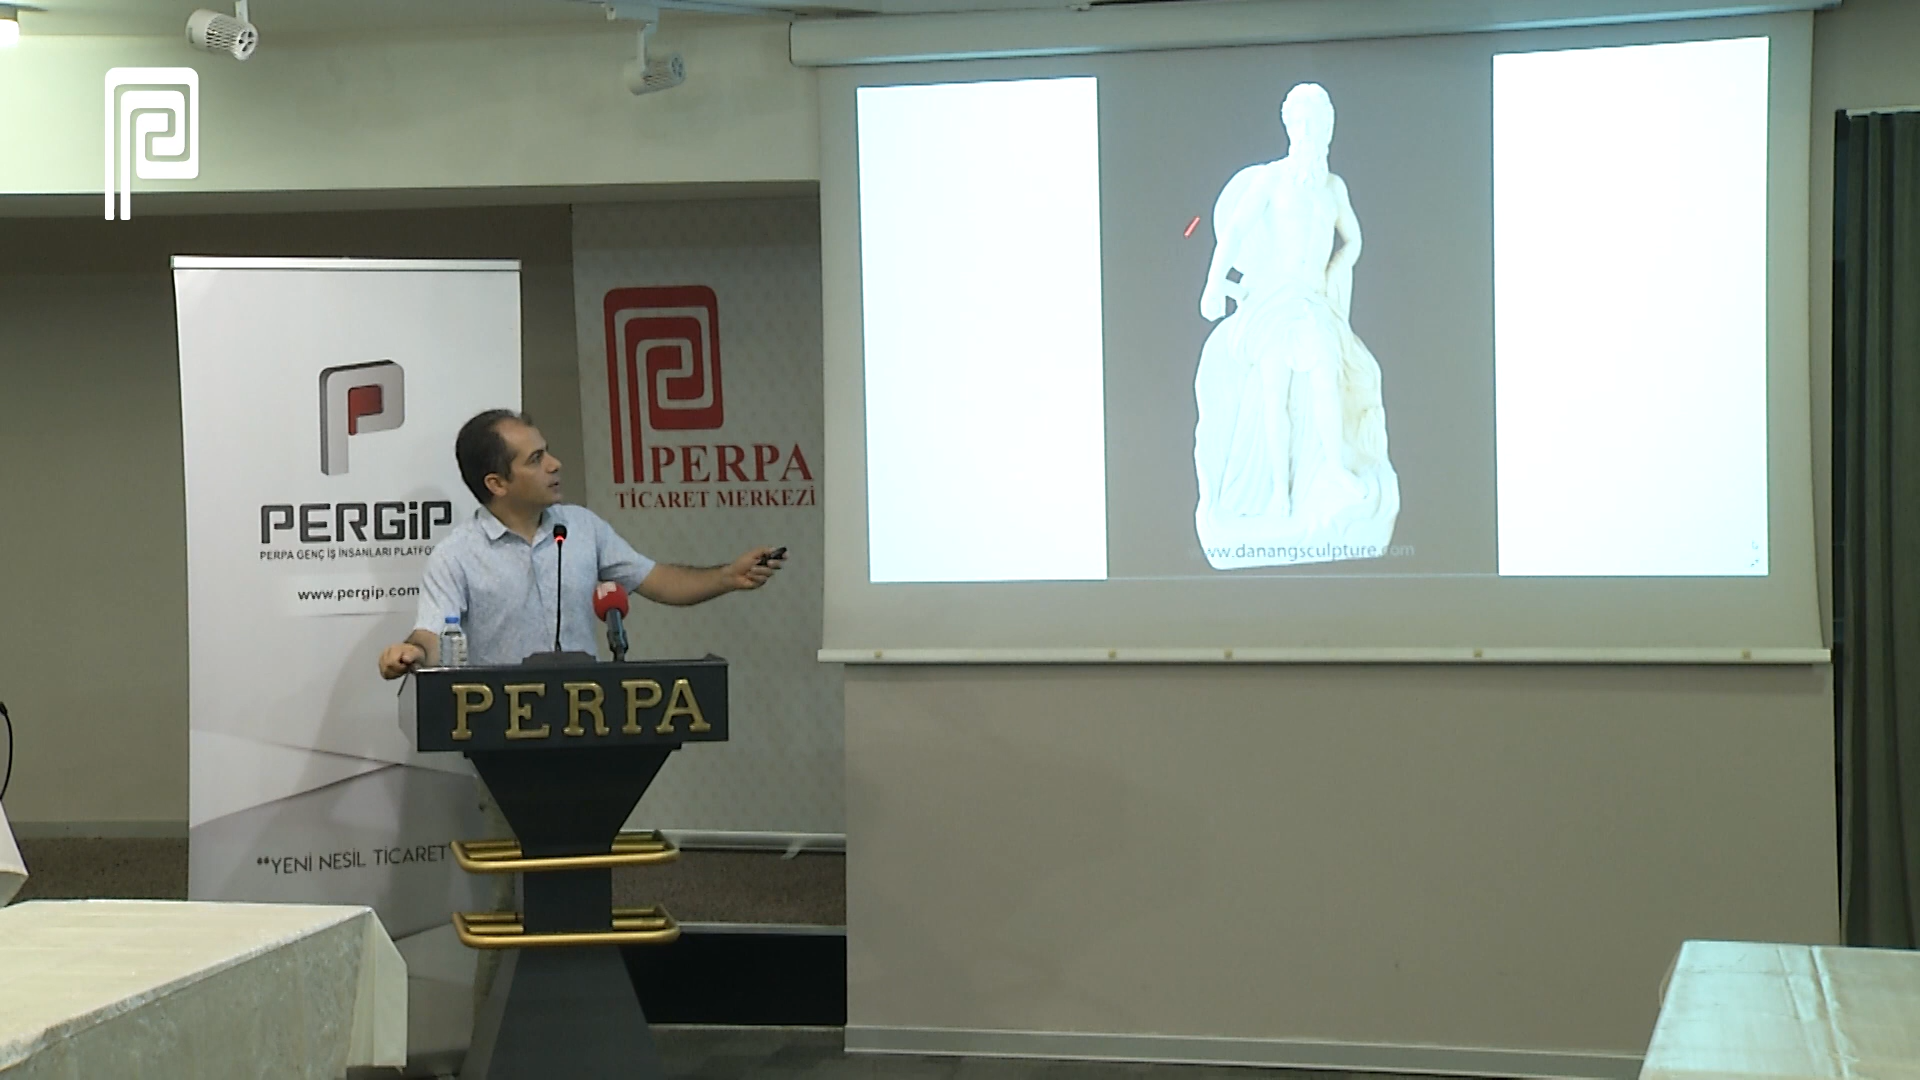 PERGİP
PERPA GENÇ İŞ İNSANLARI
www.pergip.com
“YENİ NESİL TİCARET
PERPA
TİCARET MERKEZİ
PERPA
www.danangsculpture.com